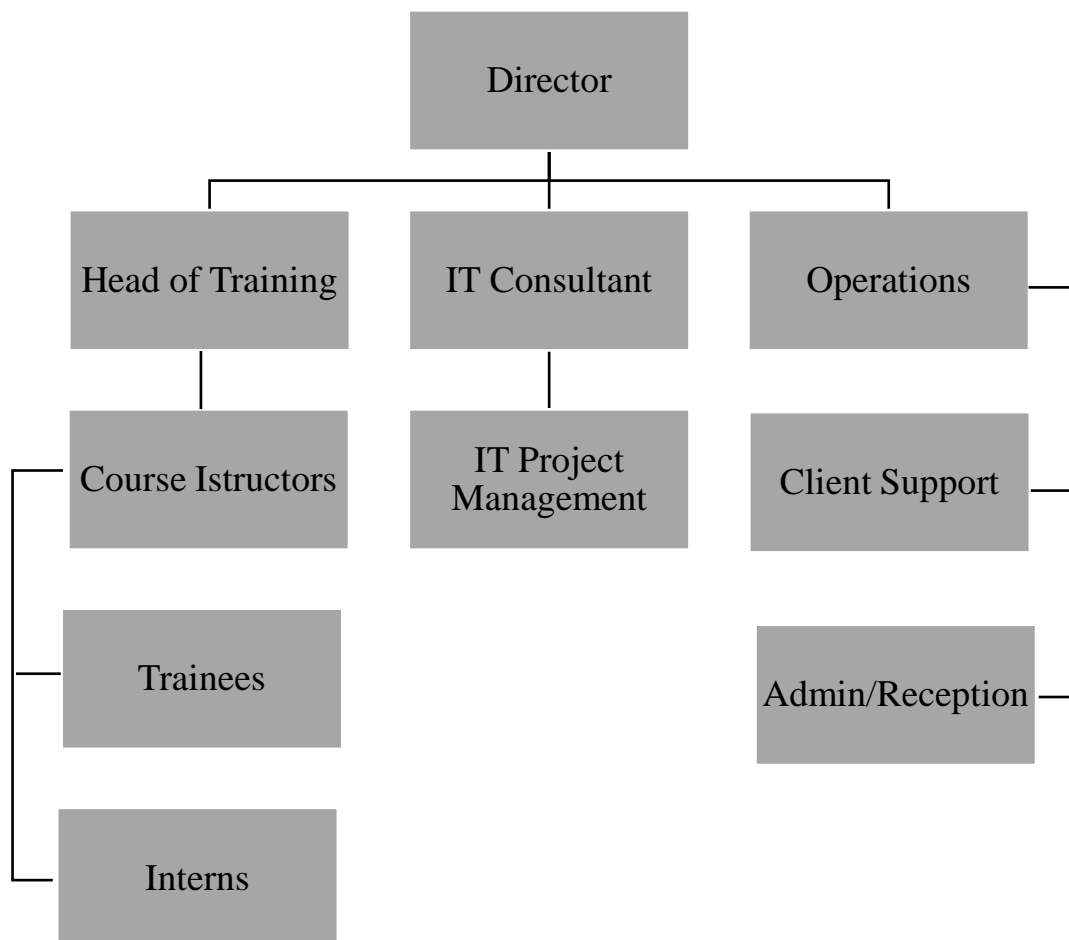 Director
Head of Training
IT Consultant
Operations
Course Istructors
IT Project
Management
Client Support
Trainees
Admin/Reception
Interns